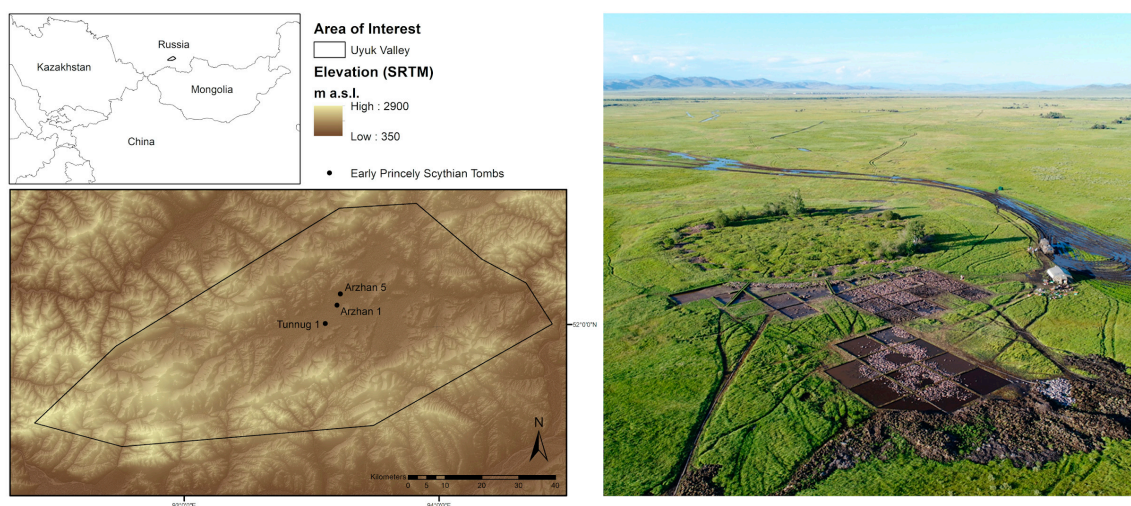 Russia
Kazakhstan
Mongolia
China
Area of Interest
Uyuk Valley
Elevation (SRTM)
m a.s.l.
High : 2900
Low : 350
Early Princely Scythian Tombs
Arzhan 5
Arzhan 1
Tunnug 1
52°0'0"N
N
Kilometers
0 5 10 20 30 40
94°0'0"E